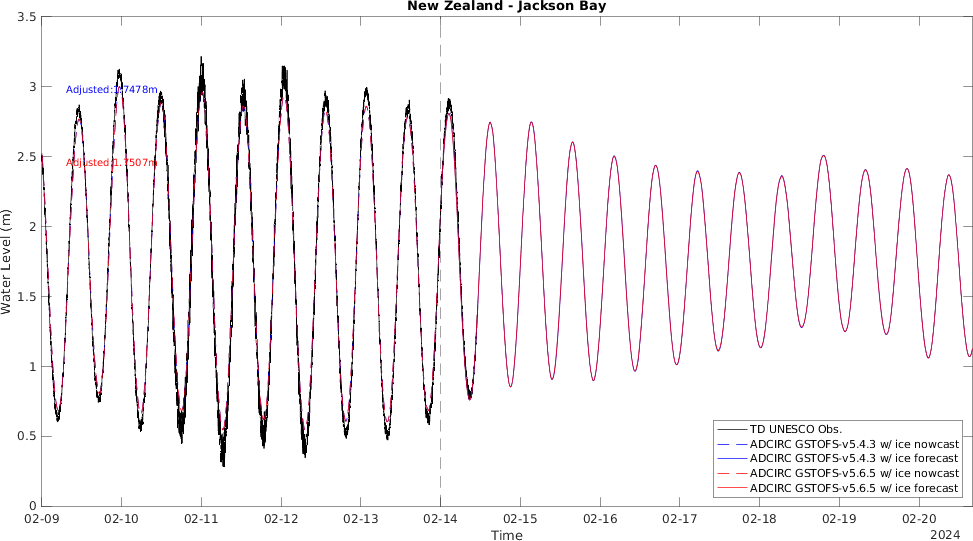 New Zealand - Jackson Bay
3.5
3
2.5
2
1.5
1
0.5
0
Water Level (m)
Adjusted:1.7478m
Adjusted:1.7507m
TD UNESCO Obs.
ADCIRC GSTOFS-v5.4.3 w/ ice nowcast
ADCIRC GSTOFS-v5.4.3 w/ ice forecast
ADCIRC GSTOFS-v5.6.5 w/ ice nowcast
ADCIRC GSTOFS-v5.6.5 w/ ice forecast
02-09 02-10 02-11 02-12 02-13 02-14 02-15 02-16 02-17 02-18 02-19 02-20
Time
2024